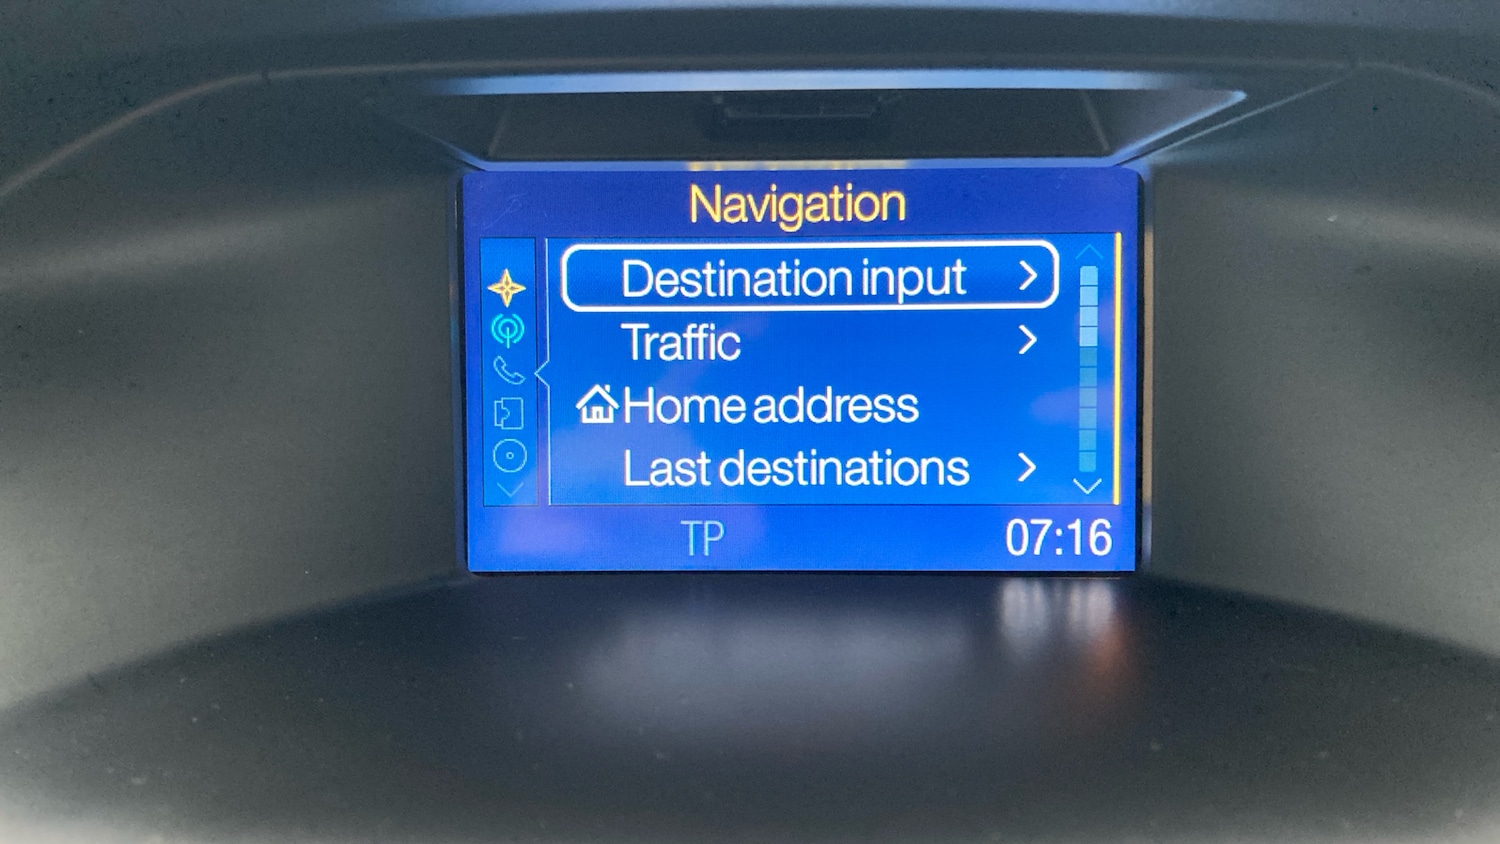 Navigation
Destination input
Traffic
Home address
Last destinations
TP 07:16